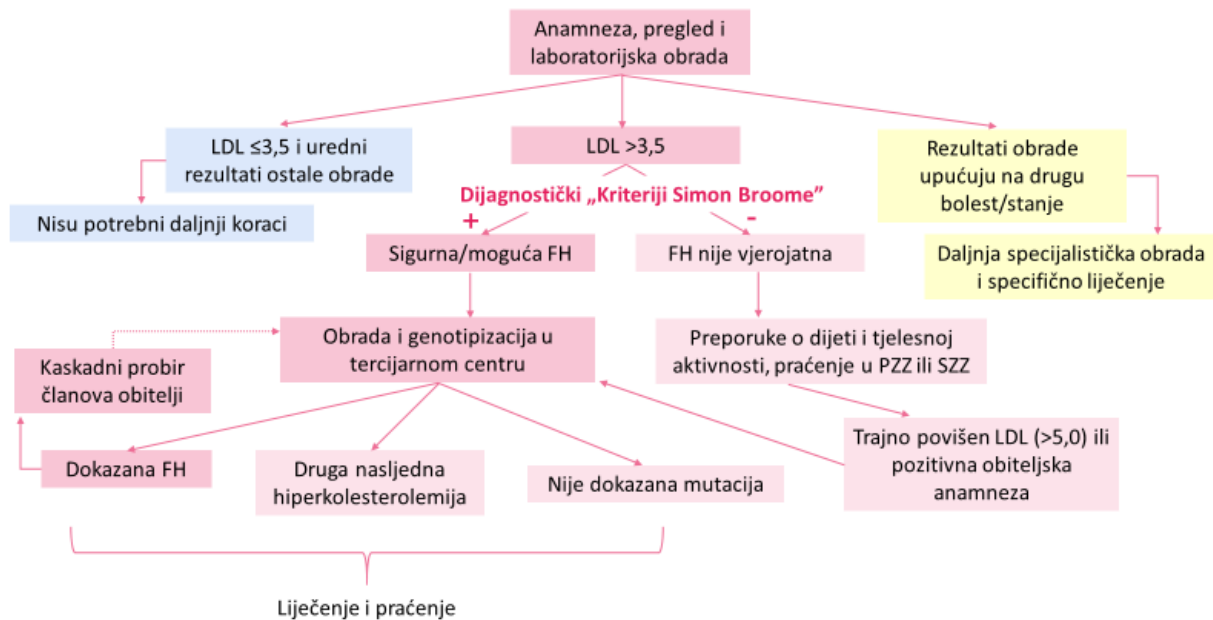 Anamneza, pregled i
laboratorijska obrada
LDL ≤3,5 i uredni
rezultati ostale obrade
LDL >3,5
Rezultati obrade
upućuju na drugu
bolest/stanje
Nisu potrebni daljnji koraci
Dijagnostički „Kriteriji Simon Broome”
+
-
Sigurna/moguća FH
FH nije vjerojatna
Daljnja specijalistička obrada
i specifično liječenje
Obrada i genotipizacija u
tercijarnom centru
Preporuke o dijeti i tjelesnoj
aktivnosti, praćenje u PZZ ili SZZ
Kaskadni probir
članova obitelji
Trajno povišen LDL (>5,0) ili
pozitivna obiteljska
anamneza
Dokazana FH
Druga nasljedna
hiperkolesterolemija
Nije dokazana mutacija
Liječenje i praćenje